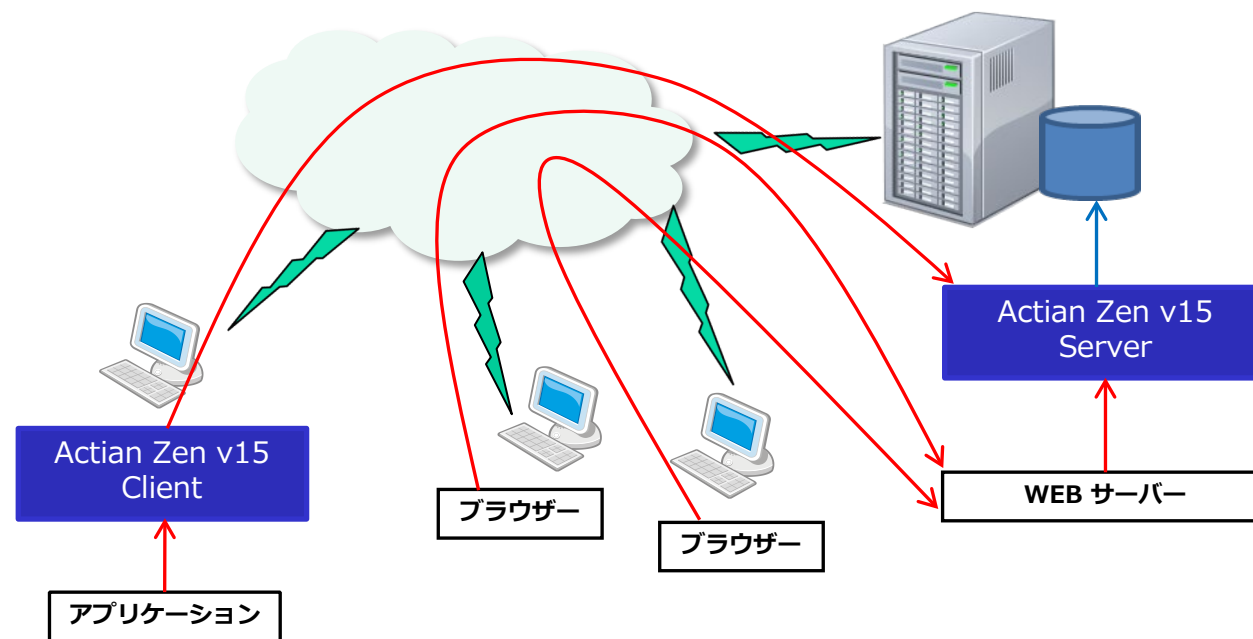 Actian Zen v15
Server
Actian Zen v15
Client
WEB サーバー
ブラウザー
ブラウザー
アプリケーション